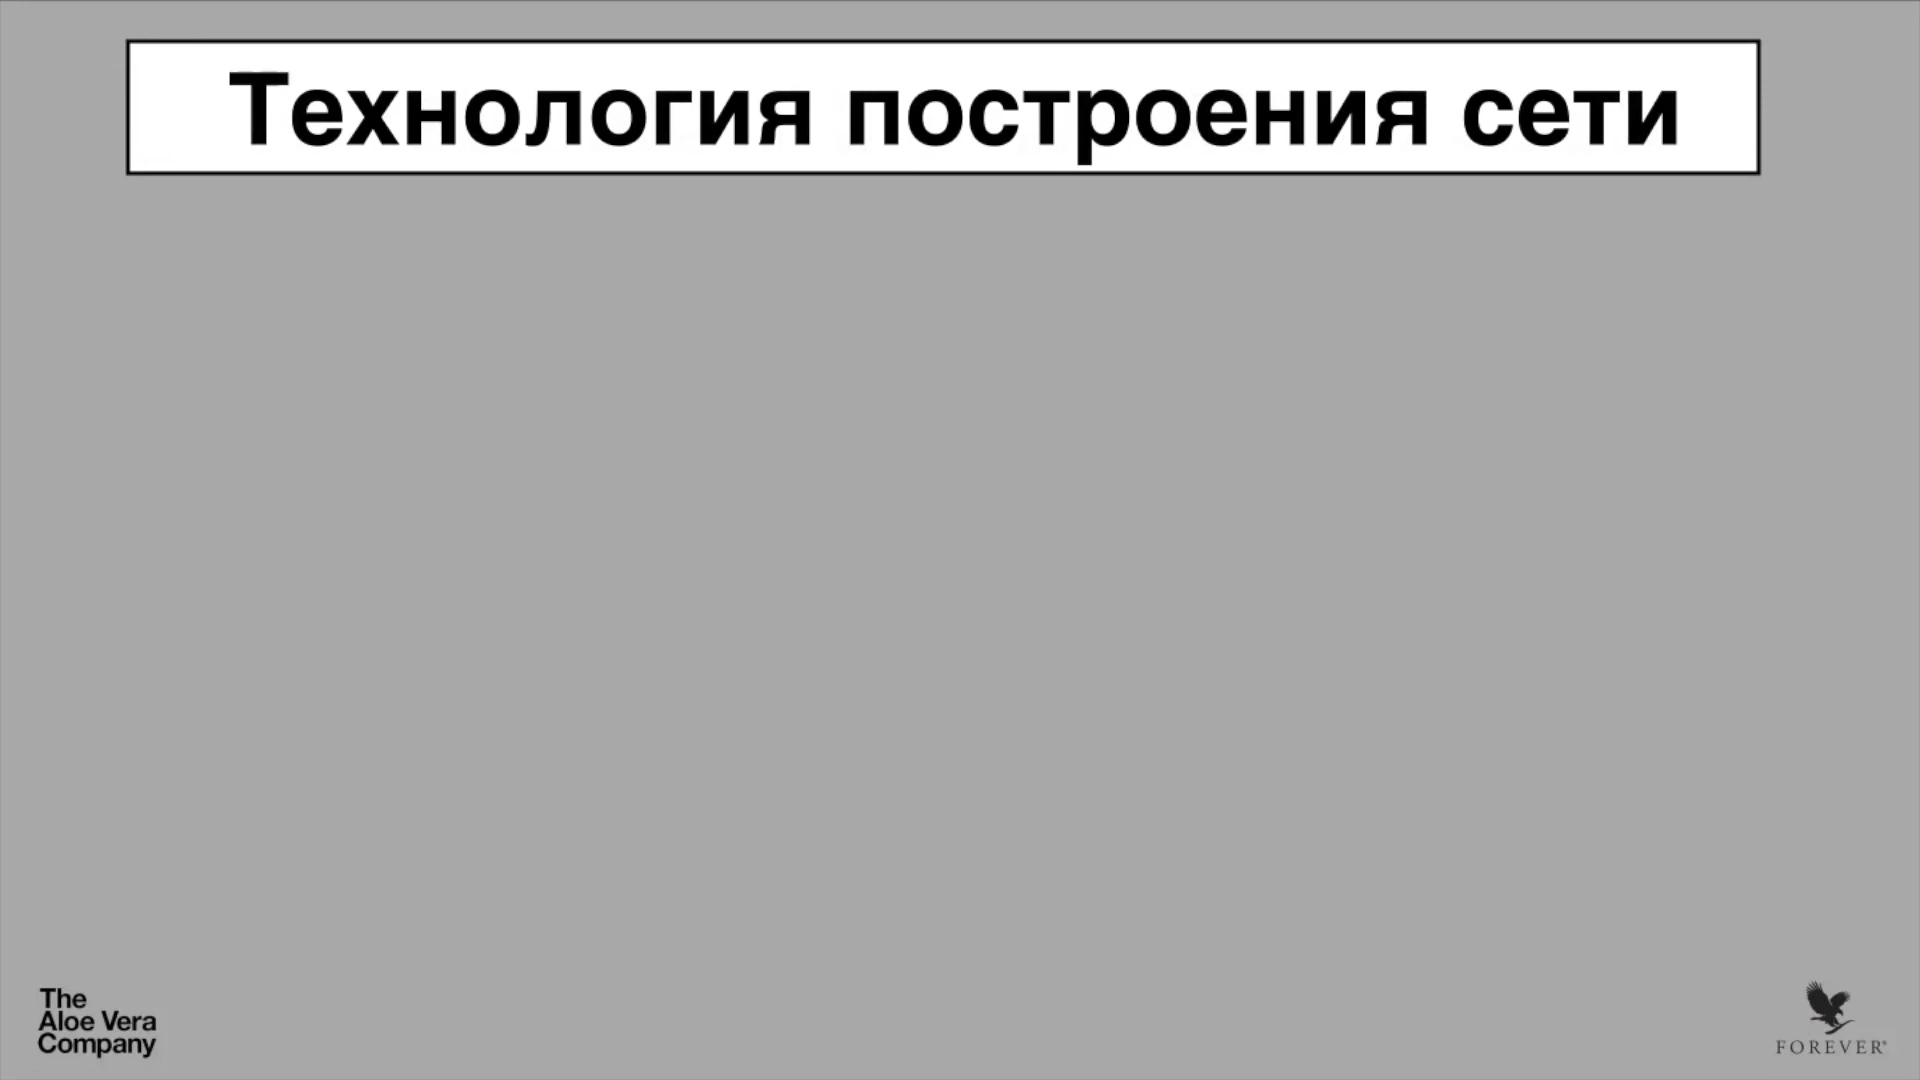 Технология построения сети
The
Aloe Vera
Company
FOREVER®